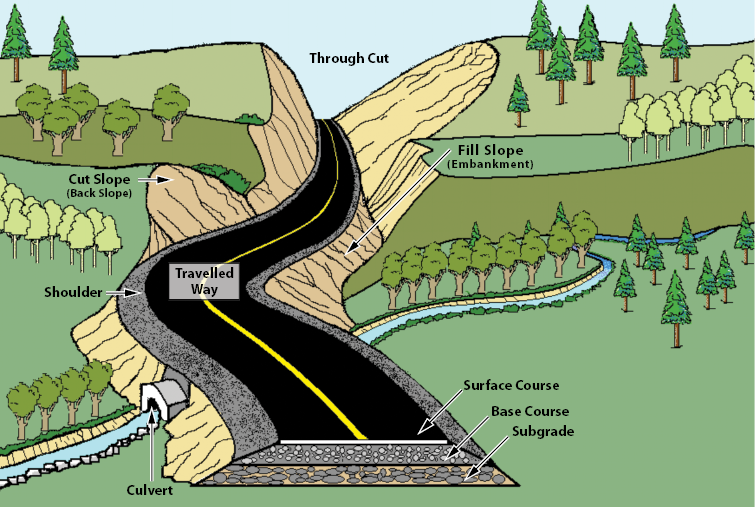 Through Cut
Fill Slope
(Embankment)
Cut Slope
(Back Slope)
Travelled
Way
Shoulder
Surface Course
Base Course
Subgrade
Culvert